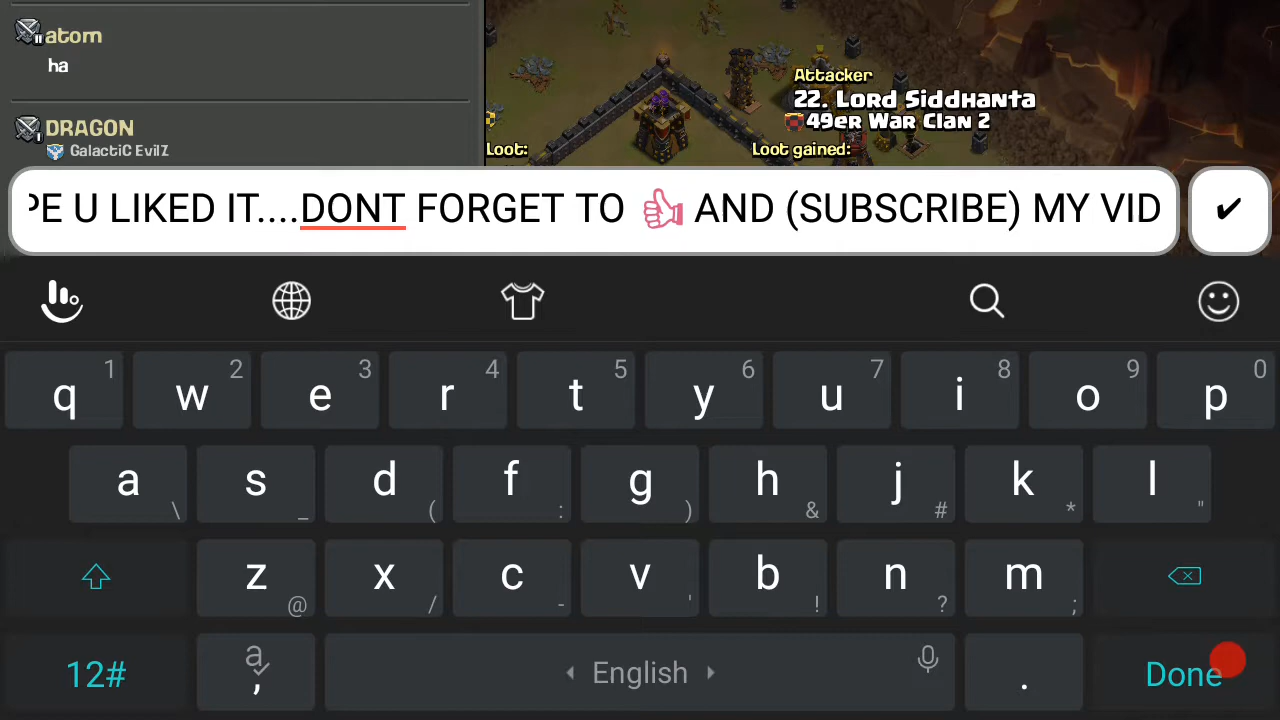 atom
ha
DRAGON
GalactiC EvilZ
Attacker
22. Lord Siddhanta
49er War Clan 2
Loot:
Loot gained:
PE U LIKED IT....DONT FORGET TO 👍 AND (SUBSCRIBE) MY VID ✔
q 1 w 2 e 3 r 4 t 5 y 6 u 7 i 8 o 9 p 0
a \ s _ d ( f : g ) h & j # k * l "
z @ x / c - v ' b ! n ? m ;
12# a , English . Done